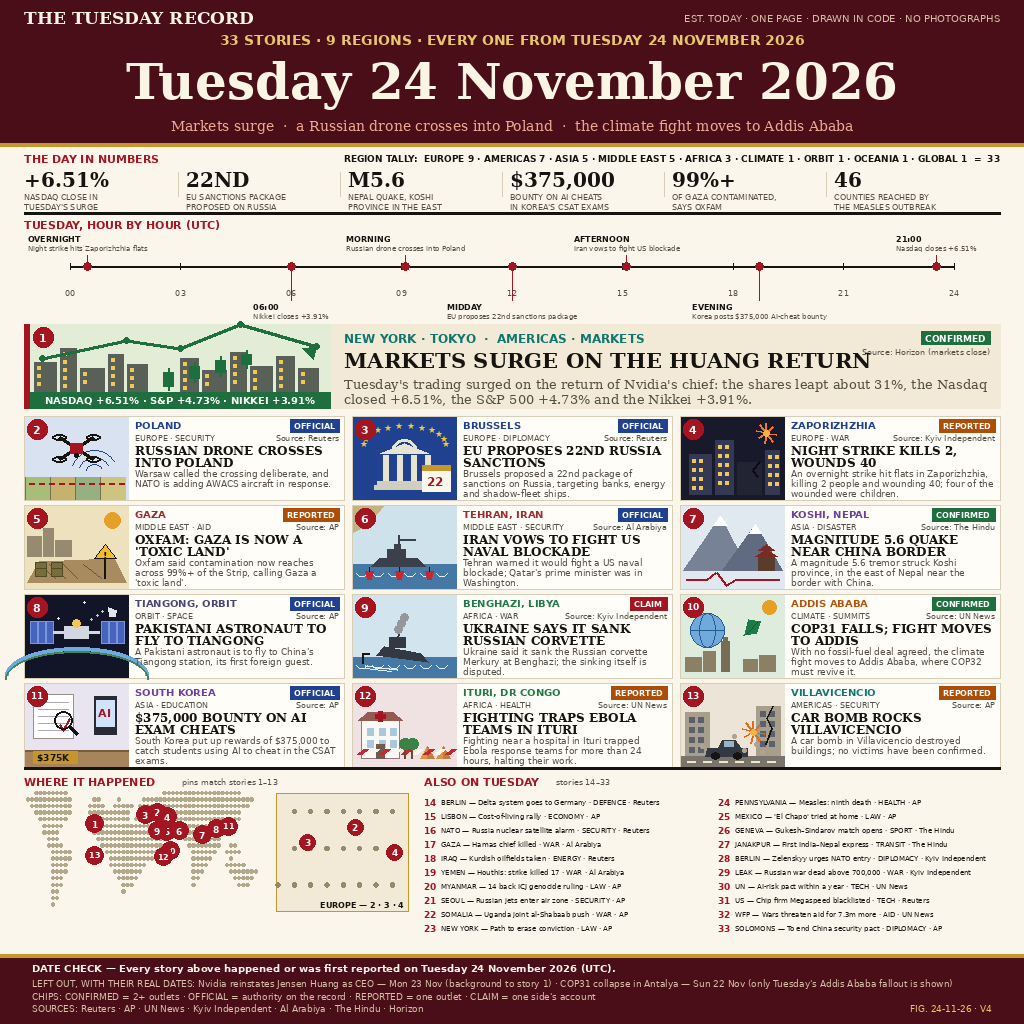 THE TUESDAY RECORD
EST. TODAY · ONE PAGE · DRAWN IN CODE · NO PHOTOGRAPHS
33 STORIES · 9 REGIONS · EVERY ONE FROM TUESDAY 24 NOVEMBER 2026
Tuesday 24 November 2026
Markets surge · a Russian drone crosses into Poland · the climate fight moves to Addis Ababa
THE DAY IN NUMBERS
REGION TALLY: EUROPE 9 · AMERICAS 7 · ASIA 5 · MIDDLE EAST 5 · AFRICA 3 · CLIMATE 1 · ORBIT 1 · OCEANIA 1 · GLOBAL 1 = 33
+6.51%
NASDAQ CLOSE IN
TUESDAY'S SURGE
22ND
EU SANCTIONS PACKAGE
PROPOSED ON RUSSIA
M5.6
NEPAL QUAKE, KOSHI
PROVINCE IN THE EAST
$375,000
BOUNTY ON AI CHEATS
IN KOREA'S CSAT EXAMS
99%+
OF GAZA CONTAMINATED,
SAYS OXFAM
46
COUNTIES REACHED BY
THE MEASLES OUTBREAK
TUESDAY, HOUR BY HOUR (UTC)
OVERNIGHT
Night strike hits Zaporizhzhia flats
MORNING
Russian drone crosses into Poland
AFTERNOON
Iran vows to fight US blockade
21:00
Nasdaq closes +6.51%
00 03 06 09 12 15 18 21 24
06:00
Nikkei closes +3.91%
MIDDAY
EU proposes 22nd sanctions package
EVENING
Korea posts $375,000 AI-cheat bounty
1
NASDAQ +6.51% · S&P +4.73% · NIKKEI +3.91%
NEW YORK · TOKYO · AMERICAS · MARKETS
CONFIRMED
Source: Horizon (markets close)
MARKETS SURGE ON THE HUANG RETURN
Tuesday's trading surged on the return of Nvidia's chief: the shares leapt about 31%, the Nasdaq
closed +6.51%, the S&P 500 +4.73% and the Nikkei +3.91%.
2
POLAND
OFFICIAL
EUROPE · SECURITY
Source: Reuters
RUSSIAN DRONE CROSSES
INTO POLAND
Warsaw called the crossing deliberate, and
NATO is adding AWACS aircraft in response.
3
22
BRUSSELS
OFFICIAL
EUROPE · DIPLOMACY
Source: Reuters
EU PROPOSES 22ND RUSSIA
SANCTIONS
Brussels proposed a 22nd package of
sanctions on Russia, targeting banks, energy
and shadow-fleet ships.
4
ZAPORIZHZHIA
REPORTED
EUROPE · WAR
Source: Kyiv Independent
NIGHT STRIKE KILLS 2,
WOUNDS 40
An overnight strike hit flats in Zaporizhzhia,
killing 2 people and wounding 40; four of the
wounded were children.
5
GAZA
REPORTED
MIDDLE EAST · AID
Source: AP
OXFAM: GAZA IS NOW A
'TOXIC LAND'
Oxfam said contamination now reaches
across 99%+ of the Strip, calling Gaza a
'toxic land'.
6
TEHRAN, IRAN
OFFICIAL
MIDDLE EAST · SECURITY
Source: Al Arabiya
IRAN VOWS TO FIGHT US
NAVAL BLOCKADE
Tehran warned it would fight a US naval
blockade; Qatar's prime minister was in
Washington.
7
KOSHI, NEPAL
CONFIRMED
ASIA · DISASTER
Source: The Hindu
MAGNITUDE 5.6 QUAKE
NEAR CHINA BORDER
A magnitude 5.6 tremor struck Koshi
province, in the east of Nepal near the
border with China.
8
TIANGONG, ORBIT
OFFICIAL
ORBIT · SPACE
Source: AP
PAKISTANI ASTRONAUT TO
FLY TO TIANGONG
A Pakistani astronaut is to fly to China's
Tiangong station, its first foreign guest.
9
BENGHAZI, LIBYA
CLAIM
AFRICA · WAR
Source: Kyiv Independent
UKRAINE SAYS IT SANK
RUSSIAN CORVETTE
Ukraine said it sank the Russian corvette
Merkury at Benghazi; the sinking itself is
disputed.
10
ADDIS ABABA
CONFIRMED
CLIMATE · SUMMITS
Source: UN News
COP31 FALLS; FIGHT MOVES
TO ADDIS
With no fossil-fuel deal agreed, the climate
fight moves to Addis Ababa, where COP32
must revive it.
11
AI
$375K
SOUTH KOREA
OFFICIAL
ASIA · EDUCATION
Source: AP
$375,000 BOUNTY ON AI
EXAM CHEATS
South Korea put up rewards of $375,000 to
catch students using AI to cheat in the CSAT
exams.
12
ITURI, DR CONGO
REPORTED
AFRICA · HEALTH
Source: UN News
FIGHTING TRAPS EBOLA
TEAMS IN ITURI
Fighting near a hospital in Ituri trapped
Ebola response teams for more than 24
hours, halting their work.
13
VILLAVICENCIO
REPORTED
AMERICAS · SECURITY
Source: AP
CAR BOMB ROCKS
VILLAVICENCIO
A car bomb in Villavicencio destroyed
buildings; no victims have been confirmed.
WHERE IT HAPPENED
pins match stories 1–13
1
3 2 4
9 3 6 7 8 11
13
12
2
3
4
EUROPE — 2 · 3 · 4
ALSO ON TUESDAY
stories 14–33
14 BERLIN — Delta system goes to Germany · DEFENCE · Reuters
15 LISBON — Cost-of-living rally · ECONOMY · AP
16 NATO — Russia nuclear satellite alarm · SECURITY · Reuters
17 GAZA — Hamas chief killed · WAR · Al Arabiya
18 IRAQ — Kurdish oilfields taken · ENERGY · Reuters
19 YEMEN — Houthis: strike killed 17 · WAR · Al Arabiya
20 MYANMAR — 14 back ICJ genocide ruling · LAW · AP
21 SEOUL — Russian jets enter air zone · SECURITY · AP
22 SOMALIA — Uganda joint al-Shabaab push · WAR · AP
23 NEW YORK — Path to erase conviction · LAW · AP
24 PENNSYLVANIA — Measles: ninth death · HEALTH · AP
25 MEXICO — 'El Chapo' tried at home · LAW · AP
26 GENEVA — Gukesh–Sindarov match opens · SPORT · The Hindu
27 JANAKPUR — First India–Nepal express · TRANSIT · The Hindu
28 BERLIN — Zelenskyy urges NATO entry · DIPLOMACY · Kyiv Independent
29 LEAK — Russian war dead above 700,000 · WAR · Kyiv Independent
30 UN — AI-risk pact within a year · TECH · UN News
31 US — Chip firm Megaspeed blacklisted · TECH · Reuters
32 WFP — Wars threaten aid for 7.3m more · AID · UN News
33 SOLOMONS — To end China security pact · DIPLOMACY · AP
DATE CHECK — Every story above happened or was first reported on Tuesday 24 November 2026 (UTC).
LEFT OUT, WITH THEIR REAL DATES: Nvidia reinstates Jensen Huang as CEO — Mon 23 Nov (background to story 1) · COP31 collapse in Antalya — Sun 22 Nov (only Tuesday's Addis Ababa fallout is shown)
CHIPS: CONFIRMED = 2+ outlets · OFFICIAL = authority on the record · REPORTED = one outlet · CLAIM = one side's account
SOURCES: Reuters · AP · UN News · Kyiv Independent · Al Arabiya · The Hindu · Horizon
FIG. 24-11-26 · V4